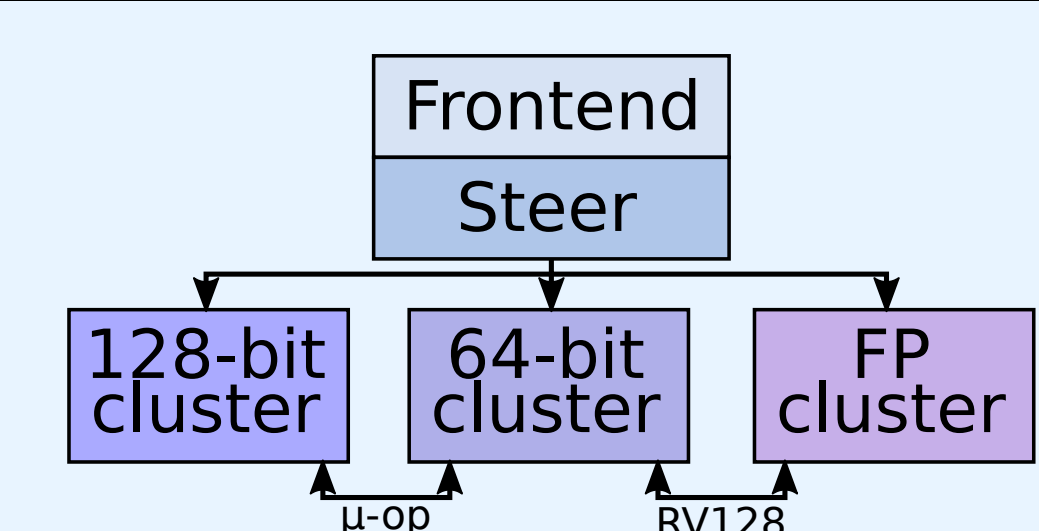 Frontend
Steer
128-bit
cluster
64-bit
cluster
FP
cluster
μ-op
RV128